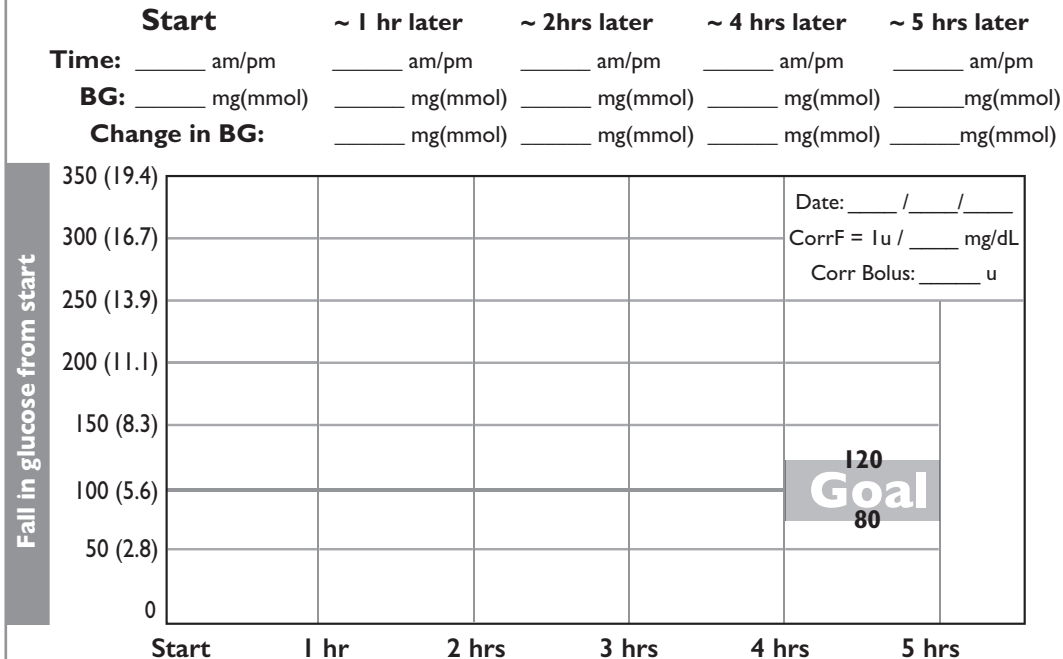 Start ~ 1 hr later ~ 2hrs later ~ 4 hrs later ~ 5 hrs later
Time: ______ am/pm ______ am/pm ______ am/pm ______ am/pm ______ am/pm
BG: ______ mg(mmol) ______ mg(mmol) ______ mg(mmol) ______ mg(mmol) ______mg(mmol)
Change in BG: ______ mg(mmol) ______ mg(mmol) ______ mg(mmol) ______mg(mmol)
Fall in glucose from start
350 (19.4)
300 (16.7)
250 (13.9)
200 (11.1)
150 (8.3)
100 (5.6)
50 (2.8)
0
Date: ____ /____/____
CorrF = 1u / ____ mg/dL
Corr Bolus: _____ u
120
Goal
80
Start 1 hr 2 hrs 3 hrs 4 hrs 5 hrs